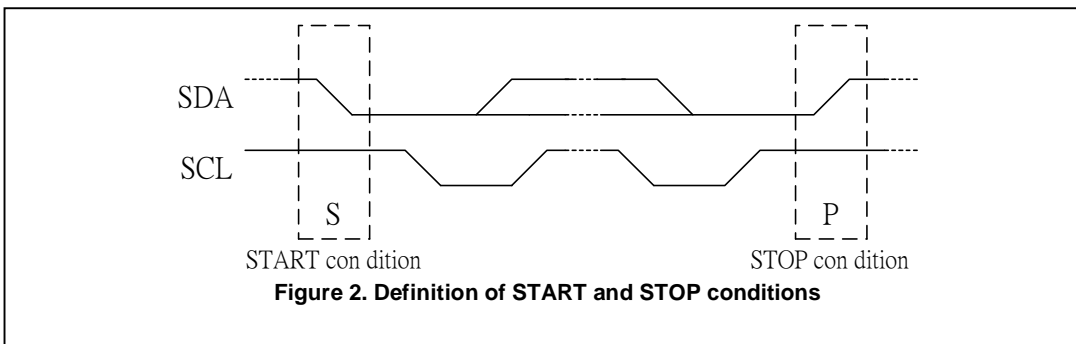 SDA
SCL
S
P
START con dition
STOP con dition
Figure 2. Definition of START and STOP conditions